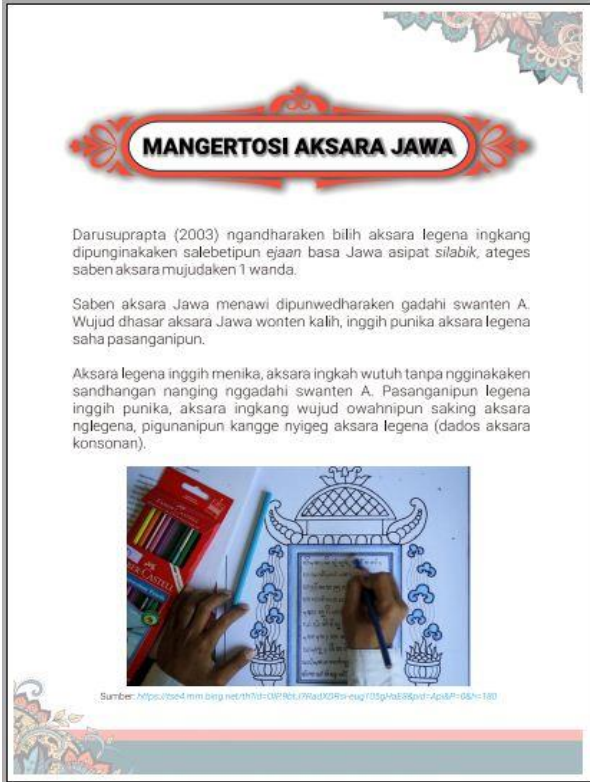 MANGERTOSI AKSARA JAWA
Darusuprapta (2003) ngandharaken bilih aksara legena ingkang
dipunginakaken salebetipun ejaan basa Jawa asipat silabik, ateges
saben aksara mujudaken 1 wanda.
Saben aksara Jawa menawi dipunwedharaken gadahi swanten A.
Wujud dhasar aksara Jawa wonten kalih, inggih punika aksara legena
saha pasanganipun.
Aksara legena inggih menika, aksara ingkah wutuh tanpa ngginakaken
sandhangan nanging nggadahi swanten A. Pasanganipun legena
inggih punika, aksara ingkang wujud owahnipun saking aksara
nglegena, pigunanipun kangge nyigeg aksara legena (dados aksara
konsonan).
CASTELL
Sumber: